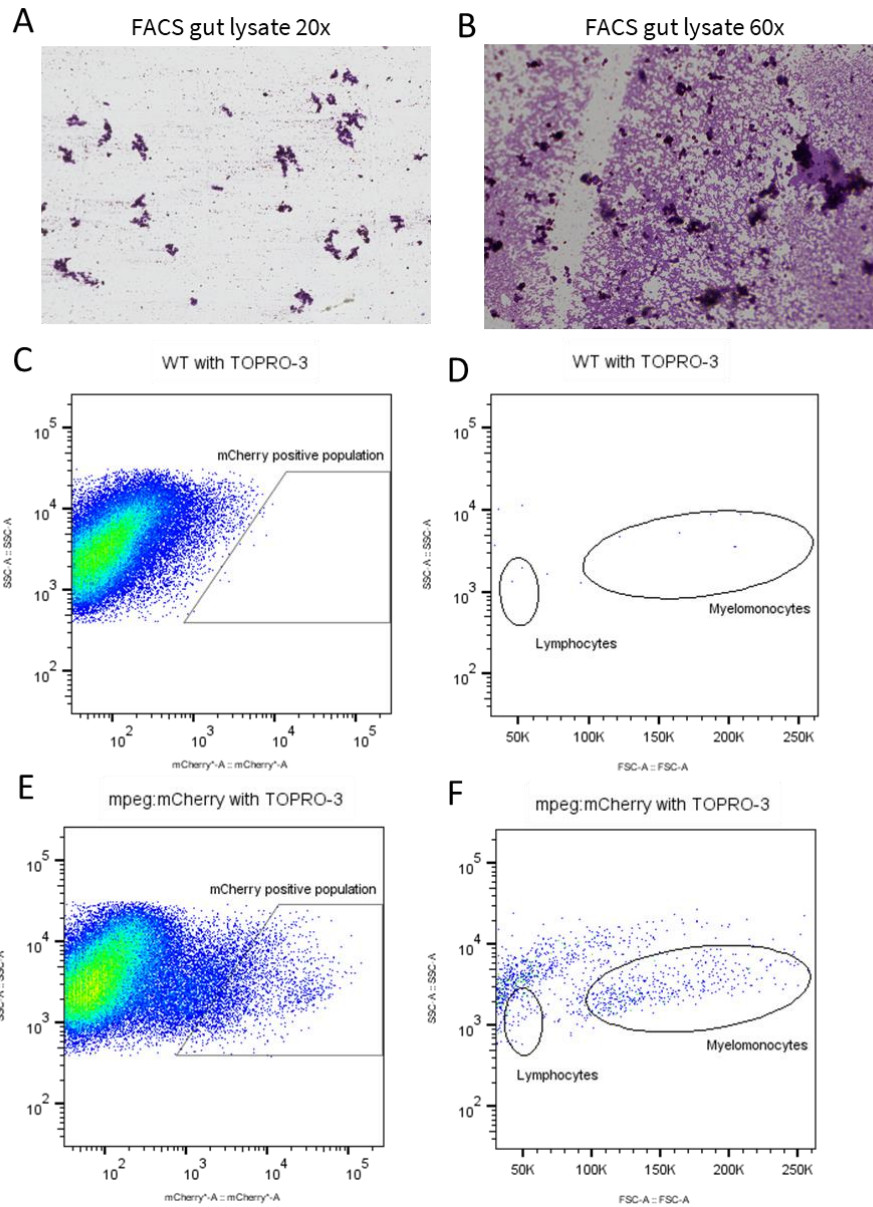 A
FACS gut lysate 20x
B
FACS gut lysate 60x
C
WT with TOPRO-3
mCherry positive population
10^5
10^4
10^3
10^2
SSC-A :: SSC-A
10^2 10^3 10^4 10^5
mCherry*-A :: mCherry*-A
D
WT with TOPRO-3
10^5
10^4
10^3
10^2
SSC-A :: SSC-A
Myelomonocytes
Lymphocytes
50K 100K 150K 200K 250K
FSC-A :: FSC-A
E
mpeg:mCherry with TOPRO-3
mCherry positive population
10^5
10^4
10^3
10^2
SSC-A :: SSC-A
10^2 10^3 10^4 10^5
mCherry*-A :: mCherry*-A
F
mpeg:mCherry with TOPRO-3
10^5
10^4
10^3
10^2
SSC-A :: SSC-A
Myelomonocytes
Lymphocytes
50K 100K 150K 200K 250K
FSC-A :: FSC-A